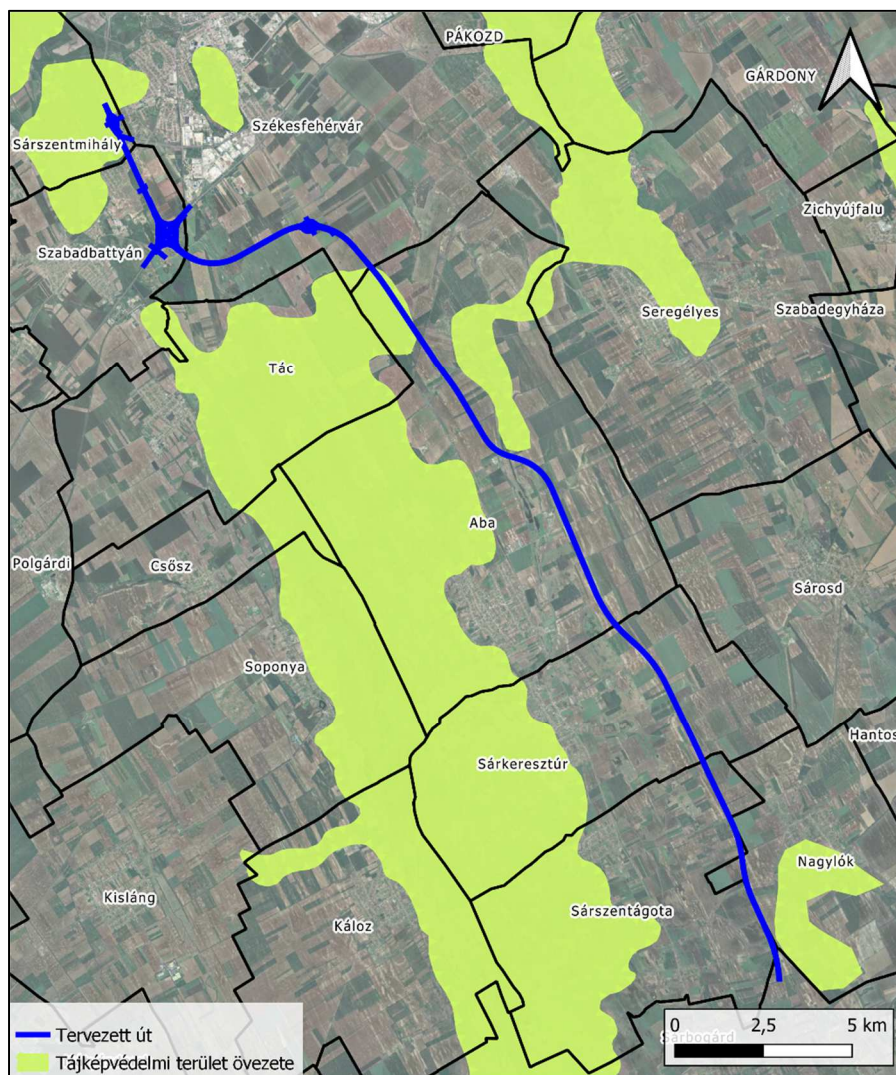 PÁKOZD
GÁRDONY
Székesfehérvár
Sárszentmihály
Zichyújfalu
Szabadbattyán
Seregélyes
Szabadegyháza
Tác
Aba
Polgárdi
Csősz
Sárosd
Soponya
Hantos
Sárkeresztúr
Nagylók
Kisláng
Káloz
Sárszentágota
Sárbogárd
Tervezett út
Tájképvédelmi terület övezete
0 2,5 5 km